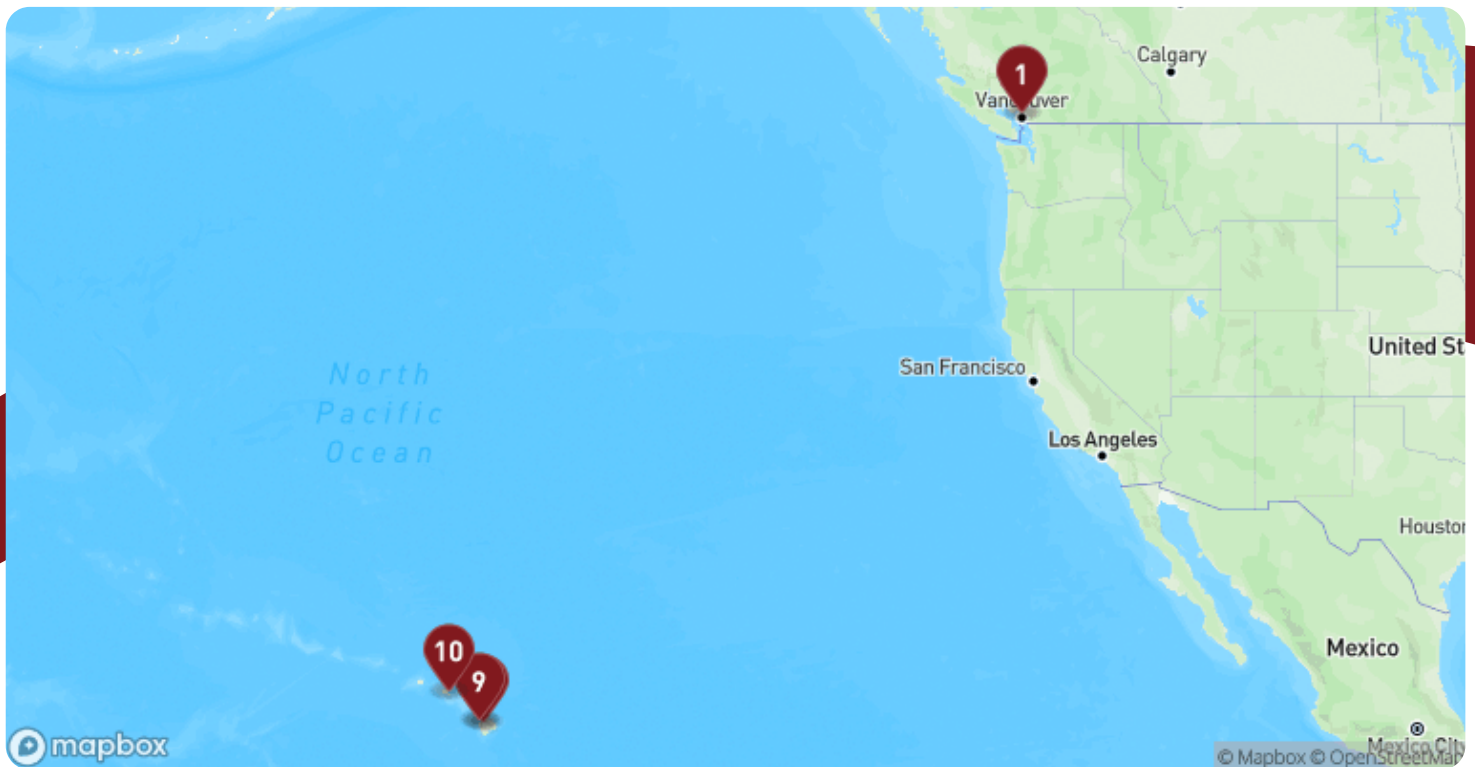 Calgary
1
Vancouver
North
Pacific
Ocean
United St
San Francisco
Los Angeles
Houston
10
9
Mexico
mapbox
Mexico City
© Mapbox © OpenStreetMap